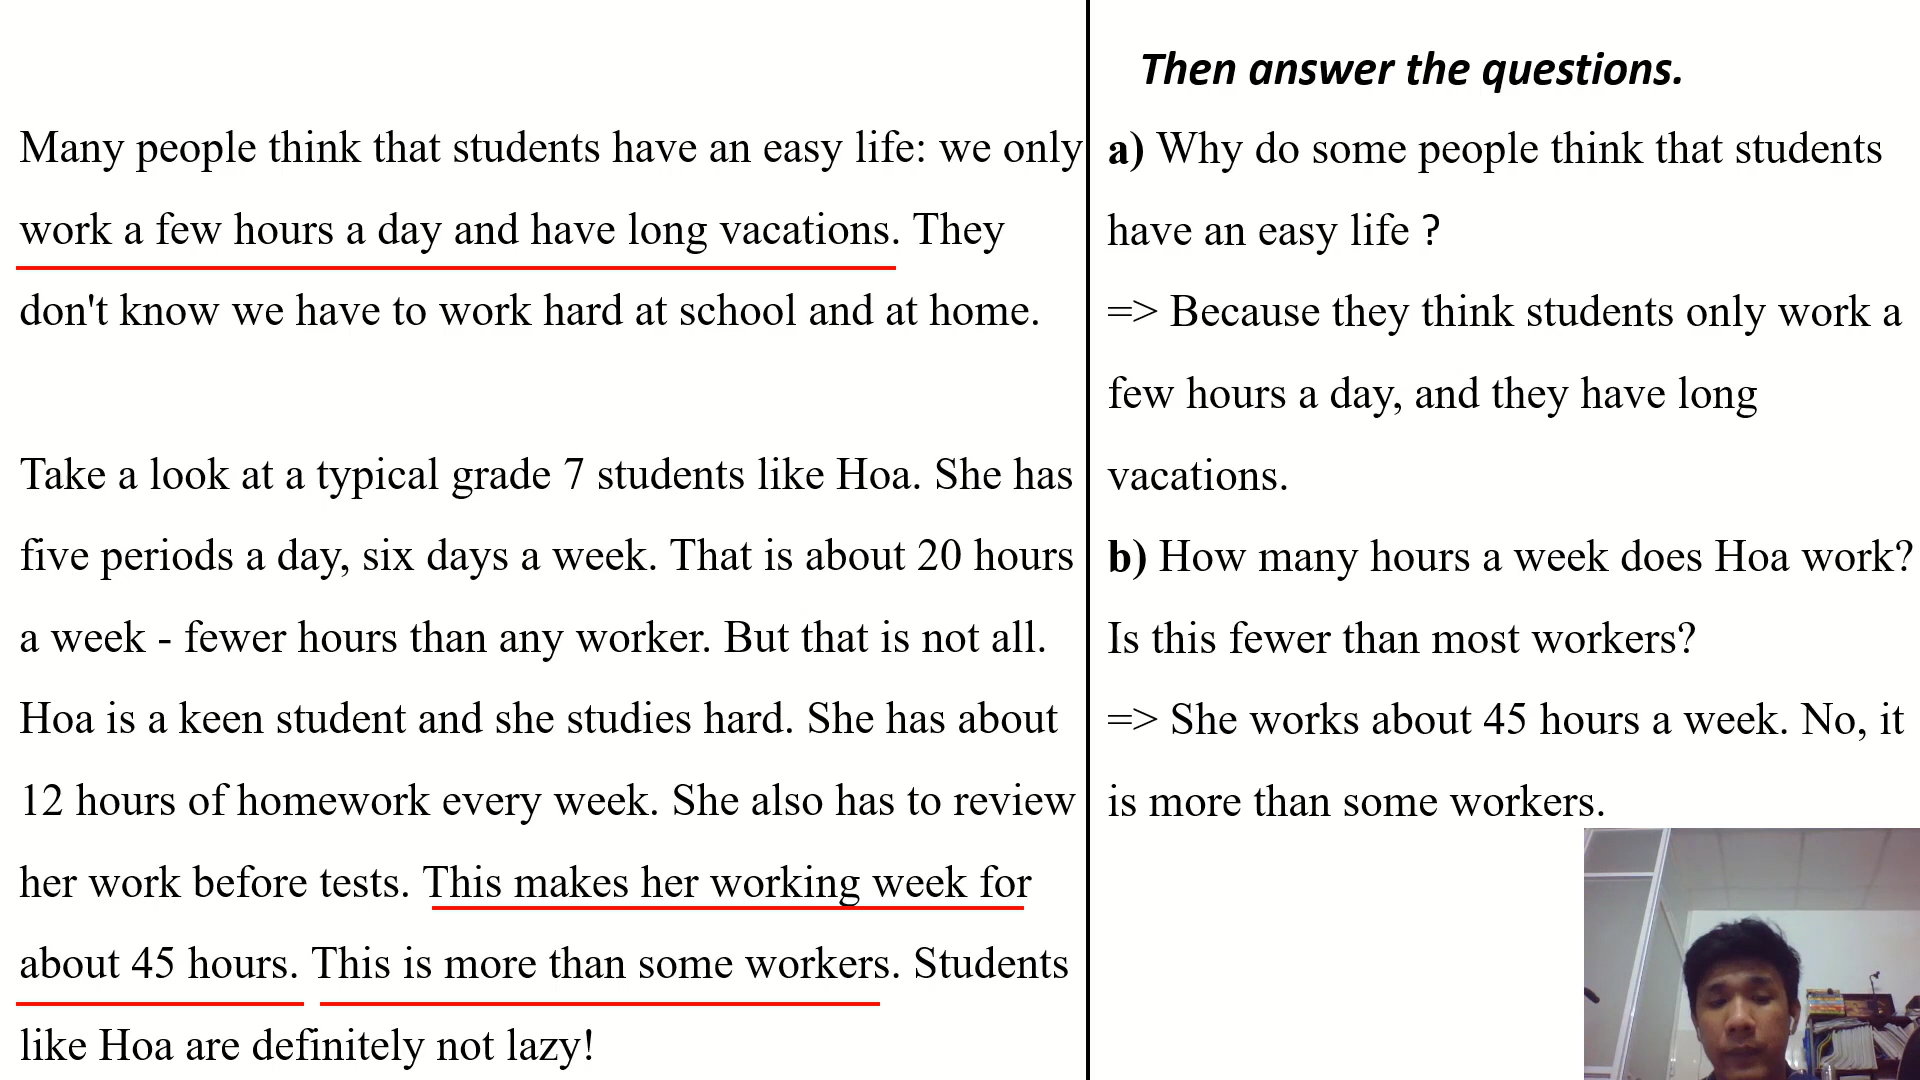 Many people think that students have an easy life: we only
work a few hours a day and have long vacations. They
don't know we have to work hard at school and at home.
Take a look at a typical grade 7 students like Hoa. She has
five periods a day, six days a week. That is about 20 hours
a week - fewer hours than any worker. But that is not all.
Hoa is a keen student and she studies hard. She has about
12 hours of homework every week. She also has to review
her work before tests. This makes her working week for
about 45 hours. This is more than some workers. Students
like Hoa are definitely not lazy!
Then answer the questions.
a) Why do some people think that students
have an easy life ?
=> Because they think students only work a
few hours a day, and they have long
vacations.
b) How many hours a week does Hoa work?
Is this fewer than most workers?
=> She works about 45 hours a week. No, it
is more than some workers.